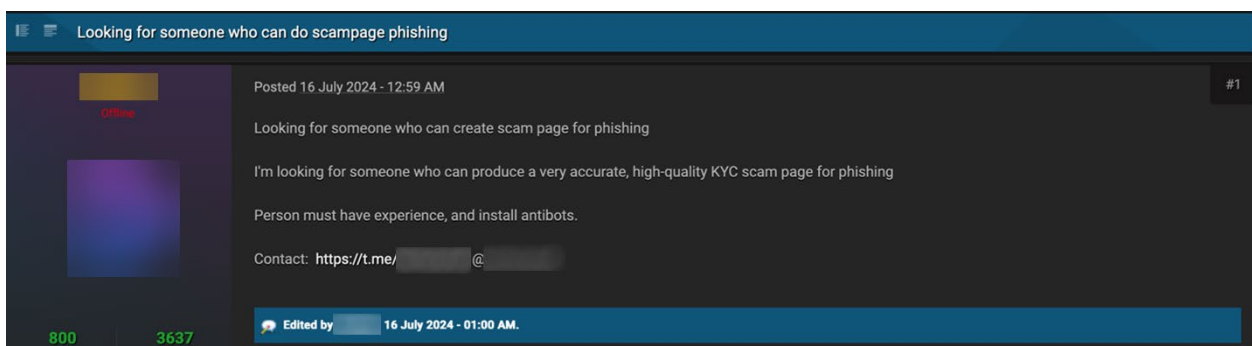 Looking for someone who can do scampage phishing
Offline
Posted 16 July 2024 - 12:59 AM
#1
Looking for someone who can create scam page for phishing
I'm looking for someone who can produce a very accurate, high-quality KYC scam page for phishing
Person must have experience, and install antibots.
Contact: https://t.me/ @
Edited by 16 July 2024 - 01:00 AM.
800 3637